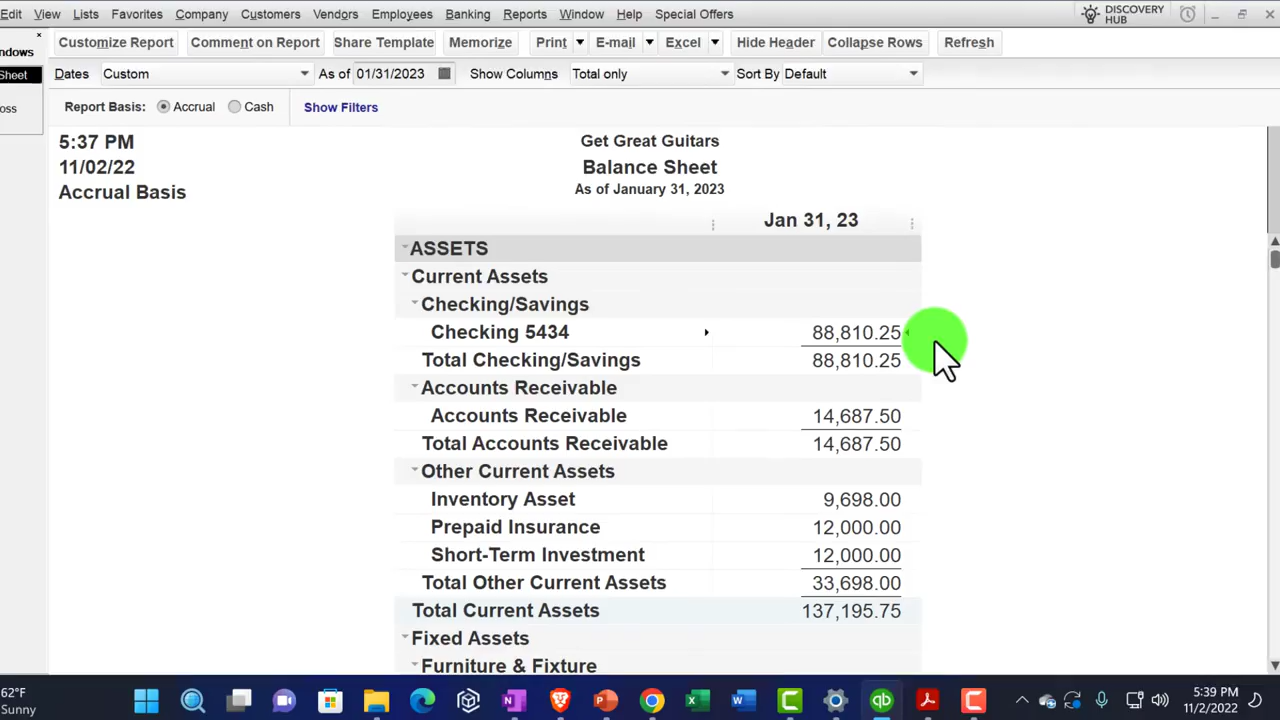 Edit View Lists Favorites Company Customers Vendors Employees Banking Reports Window Help Special Offers DISCOVERY HUB
Customize Report Comment on Report Share Template Memorize Print E-mail Excel Hide Header Collapse Rows Refresh
ndows
Sheet
oss
Dates Custom As of 01/31/2023 Show Columns Total only Sort By Default
Report Basis: Accrual Cash Show Filters
5:37 PM
11/02/22
Accrual Basis
Get Great Guitars
Balance Sheet
As of January 31, 2023
Jan 31, 23
ASSETS
Current Assets
Checking/Savings
Checking 5434 88,810.25
Total Checking/Savings 88,810.25
Accounts Receivable
Accounts Receivable 14,687.50
Total Accounts Receivable 14,687.50
Other Current Assets
Inventory Asset 9,698.00
Prepaid Insurance 12,000.00
Short-Term Investment 12,000.00
Total Other Current Assets 33,698.00
Total Current Assets 137,195.75
Fixed Assets
Furniture & Fixture
62°F
Sunny
5:39 PM
11/2/2022